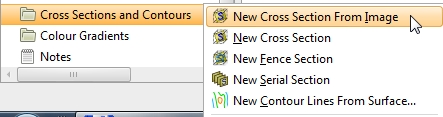 Cross Sections and Contours
Colour Gradients
Notes
New Cross Section From Image
New Cross Section
New Fence Section
New Serial Section
New Contour Lines From Surface...